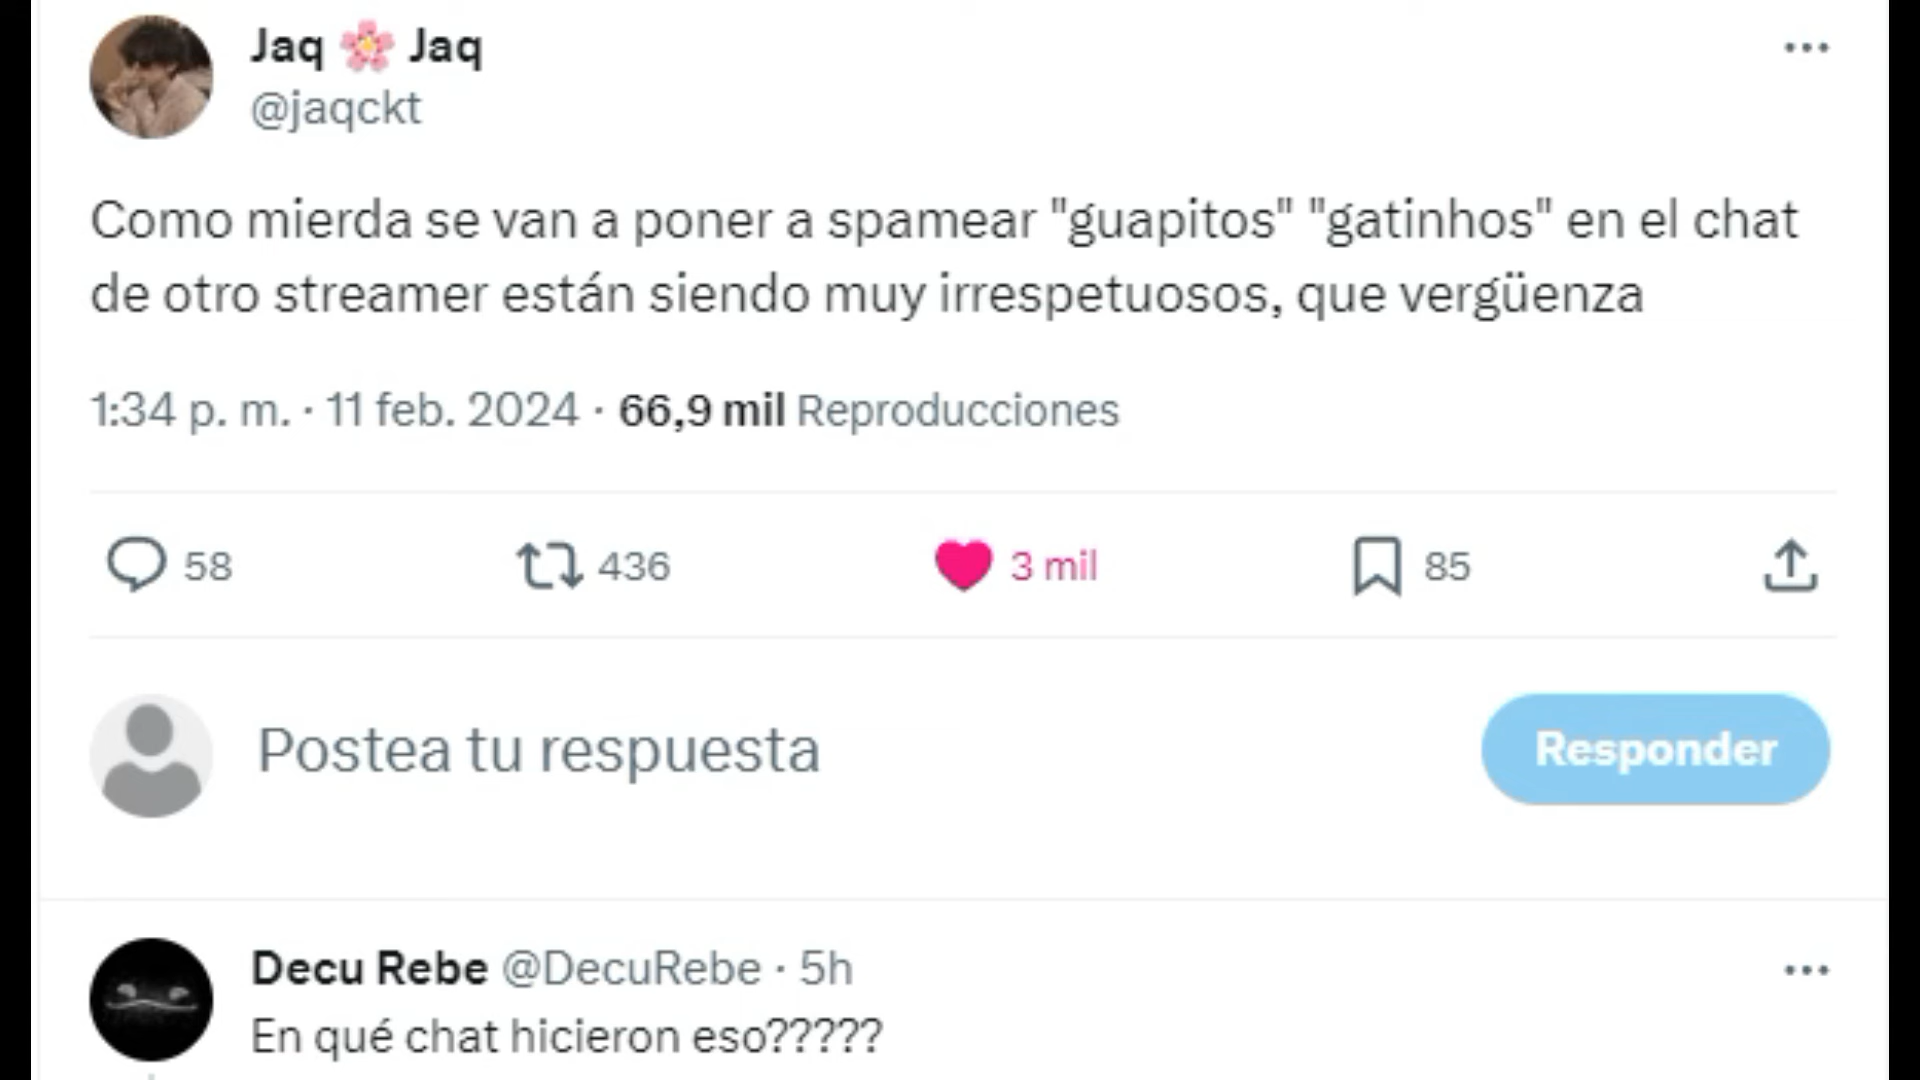 Jaq 🌸 Jaq
@jaqckt
Como mierda se van a poner a spamear "guapitos" "gatinhos" en el chat
de otro streamer están siendo muy irrespetuosos, que vergüenza
1:34 p. m. · 11 feb. 2024 · 66,9 mil Reproducciones
58 436 3 mil 85
Postea tu respuesta Responder
Decu Rebe @DecuRebe · 5h
En qué chat hicieron eso?????